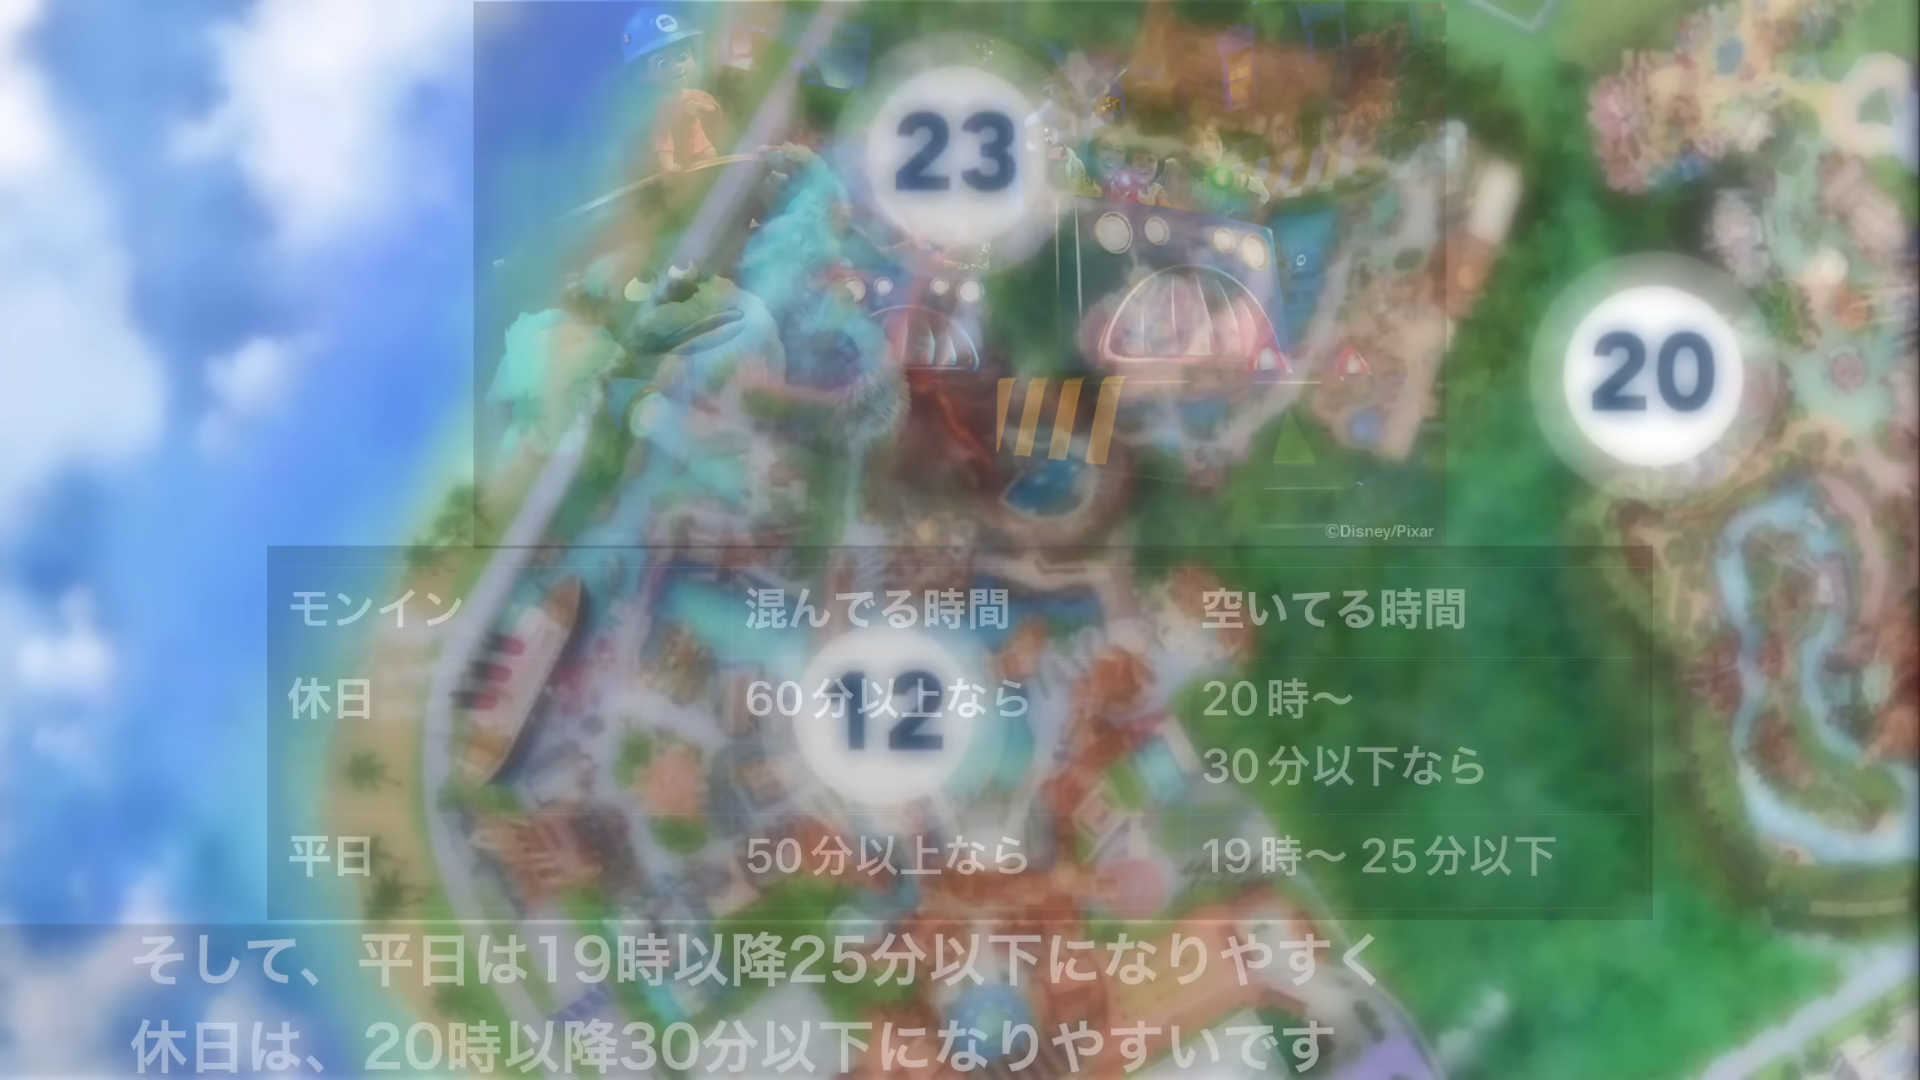 23
20
©Disney/Pixar
モンイン 混んでる時間 空いてる時間
休日 60分以上なら 20時〜
30分以下なら
12
平日 50分以上なら 19時〜 25分以下
そして、平日は19時以降25分以下になりやすく
休日は、20時以降30分以下になりやすいです